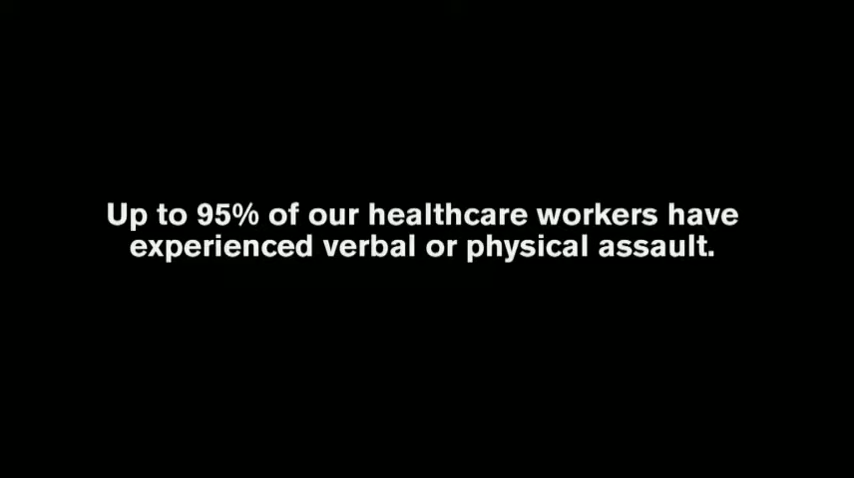 Up to 95% of our healthcare workers have
experienced verbal or physical assault.